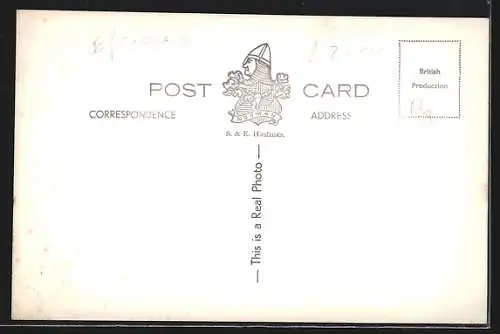 POST CARD
CORRESPONDENCE ADDRESS
British
Production
S. & K. Hastings.
— This is a Real Photo —